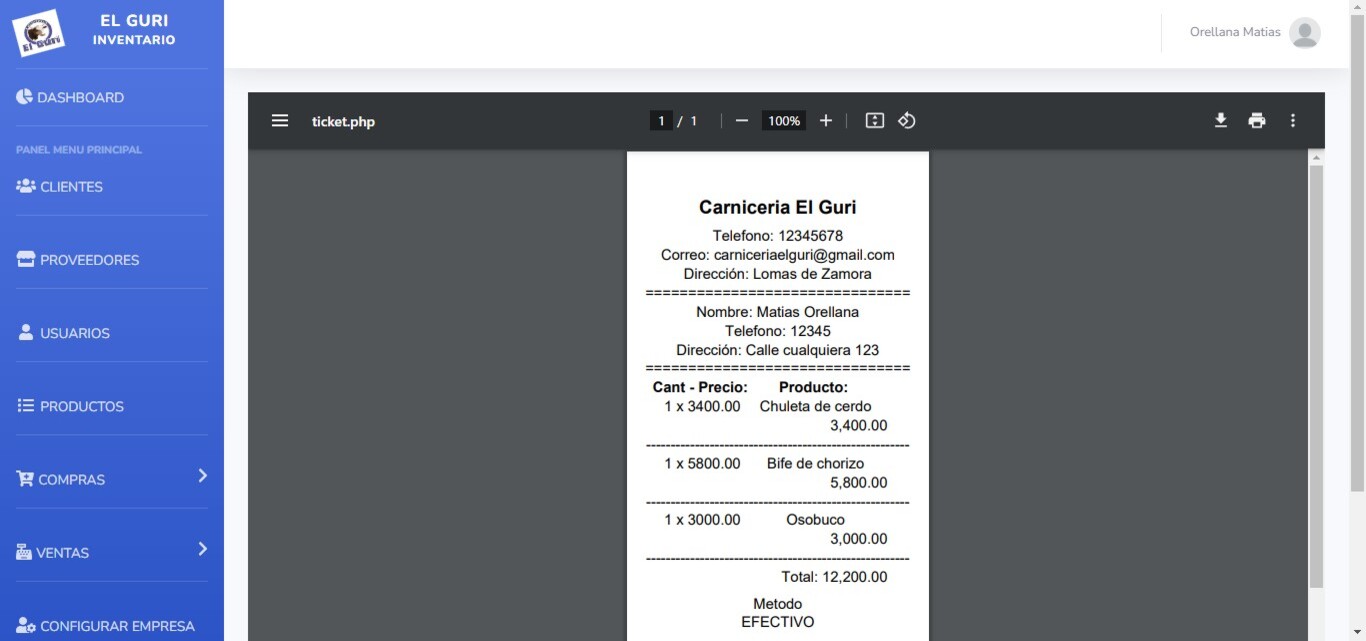 El Guri
EL GURI
INVENTARIO
DASHBOARD
PANEL MENU PRINCIPAL
CLIENTES
PROVEEDORES
USUARIOS
PRODUCTOS
COMPRAS
VENTAS
CONFIGURAR EMPRESA
Orellana Matias
ticket.php
1 / 1
100%
Carniceria El Guri
Telefono: 12345678
Correo: carniceriaelguri@gmail.com
Dirección: Lomas de Zamora
===============================
Nombre: Matias Orellana
Telefono: 12345
Dirección: Calle cualquiera 123
===============================
Cant - Precio: Producto:
1 x 3400.00 Chuleta de cerdo
3,400.00
-----------------------------------------------------
1 x 5800.00 Bife de chorizo
5,800.00
-----------------------------------------------------
1 x 3000.00 Osobuco
3,000.00
-----------------------------------------------------
Total: 12,200.00
Metodo
EFECTIVO